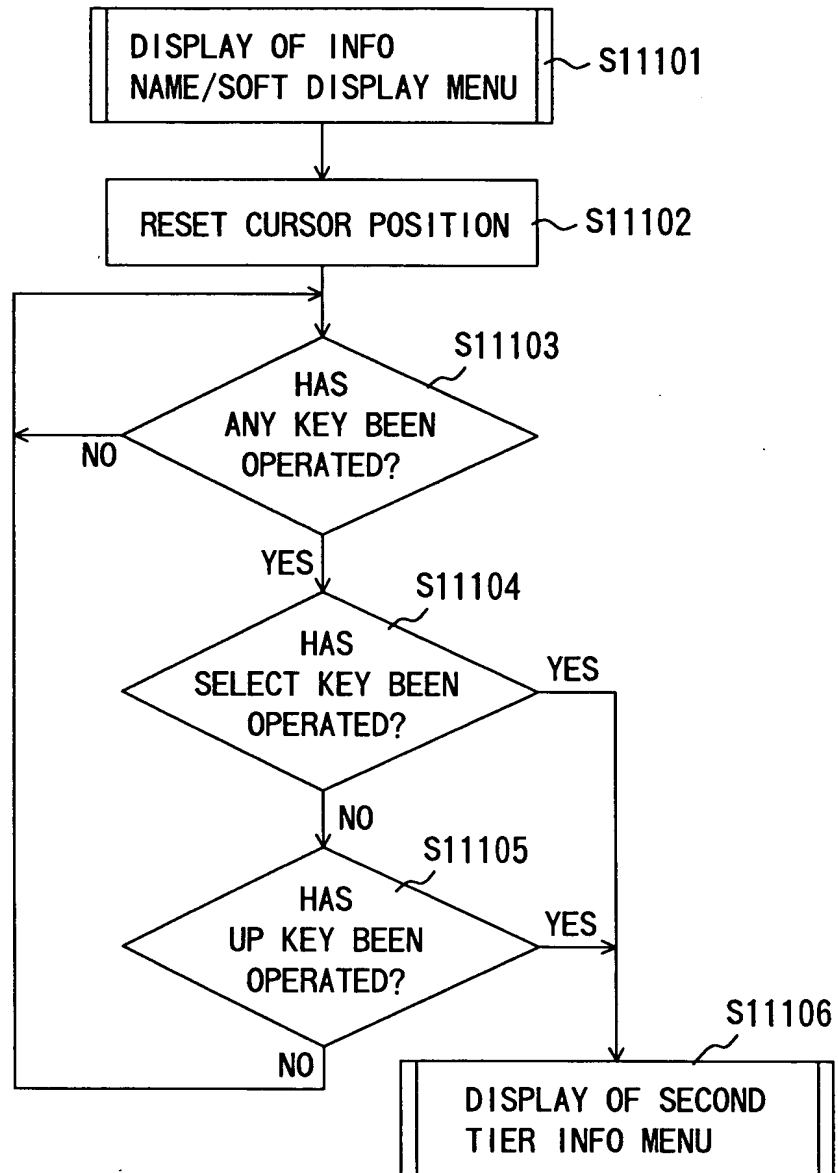 DISPLAY OF INFO
NAME/SOFT DISPLAY MENU
S11101
RESET CURSOR POSITION
S11102
S11103
HAS
ANY KEY BEEN
OPERATED?
NO
YES
S11104
HAS
SELECT KEY BEEN
OPERATED?
YES
NO
S11105
HAS
UP KEY BEEN
OPERATED?
YES
NO
S11106
DISPLAY OF SECOND
TIER INFO MENU